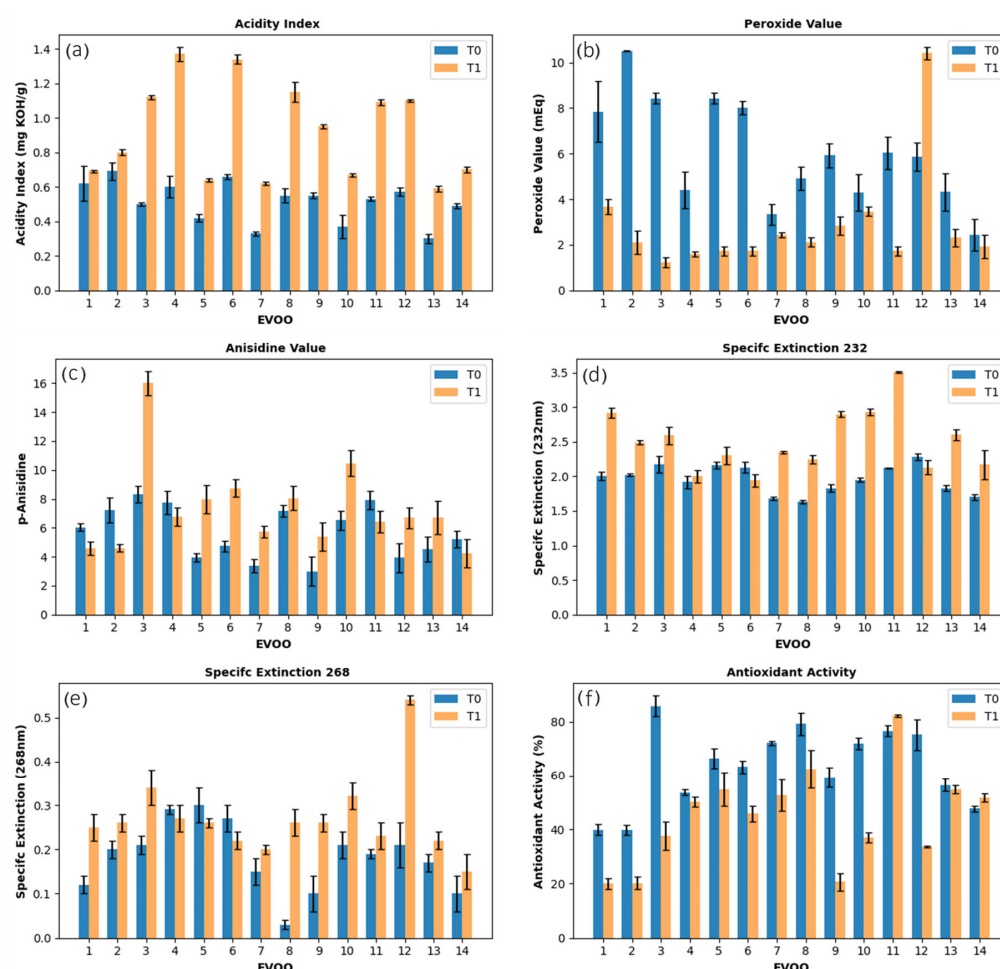 Acidity Index
(a)
T0
T1
Acidity Index (mg KOH/g)
1.4
1.2
1.0
0.8
0.6
0.4
0.2
0.0
1 2 3 4 5 6 7 8 9 10 11 12 13 14
EVOO
Peroxide Value
(b)
T0
T1
Peroxide Value (mEq)
10
8
6
4
2
0
1 2 3 4 5 6 7 8 9 10 11 12 13 14
EVOO
Anisidine Value
(c)
T0
T1
p-Anisidine
16
14
12
10
8
6
4
2
0
1 2 3 4 5 6 7 8 9 10 11 12 13 14
EVOO
Specifc Extinction 232
(d)
T0
T1
Specifc Extinction (232nm)
3.5
3.0
2.5
2.0
1.5
1.0
0.5
0.0
1 2 3 4 5 6 7 8 9 10 11 12 13 14
EVOO
Specifc Extinction 268
(e)
T0
T1
Specifc Extinction (268nm)
0.5
0.4
0.3
0.2
0.1
0.0
1 2 3 4 5 6 7 8 9 10 11 12 13 14
EVOO
Antioxidant Activity
(f)
T0
T1
Antioxidant Activity (%)
80
60
40
20
0
1 2 3 4 5 6 7 8 9 10 11 12 13 14
EVOO